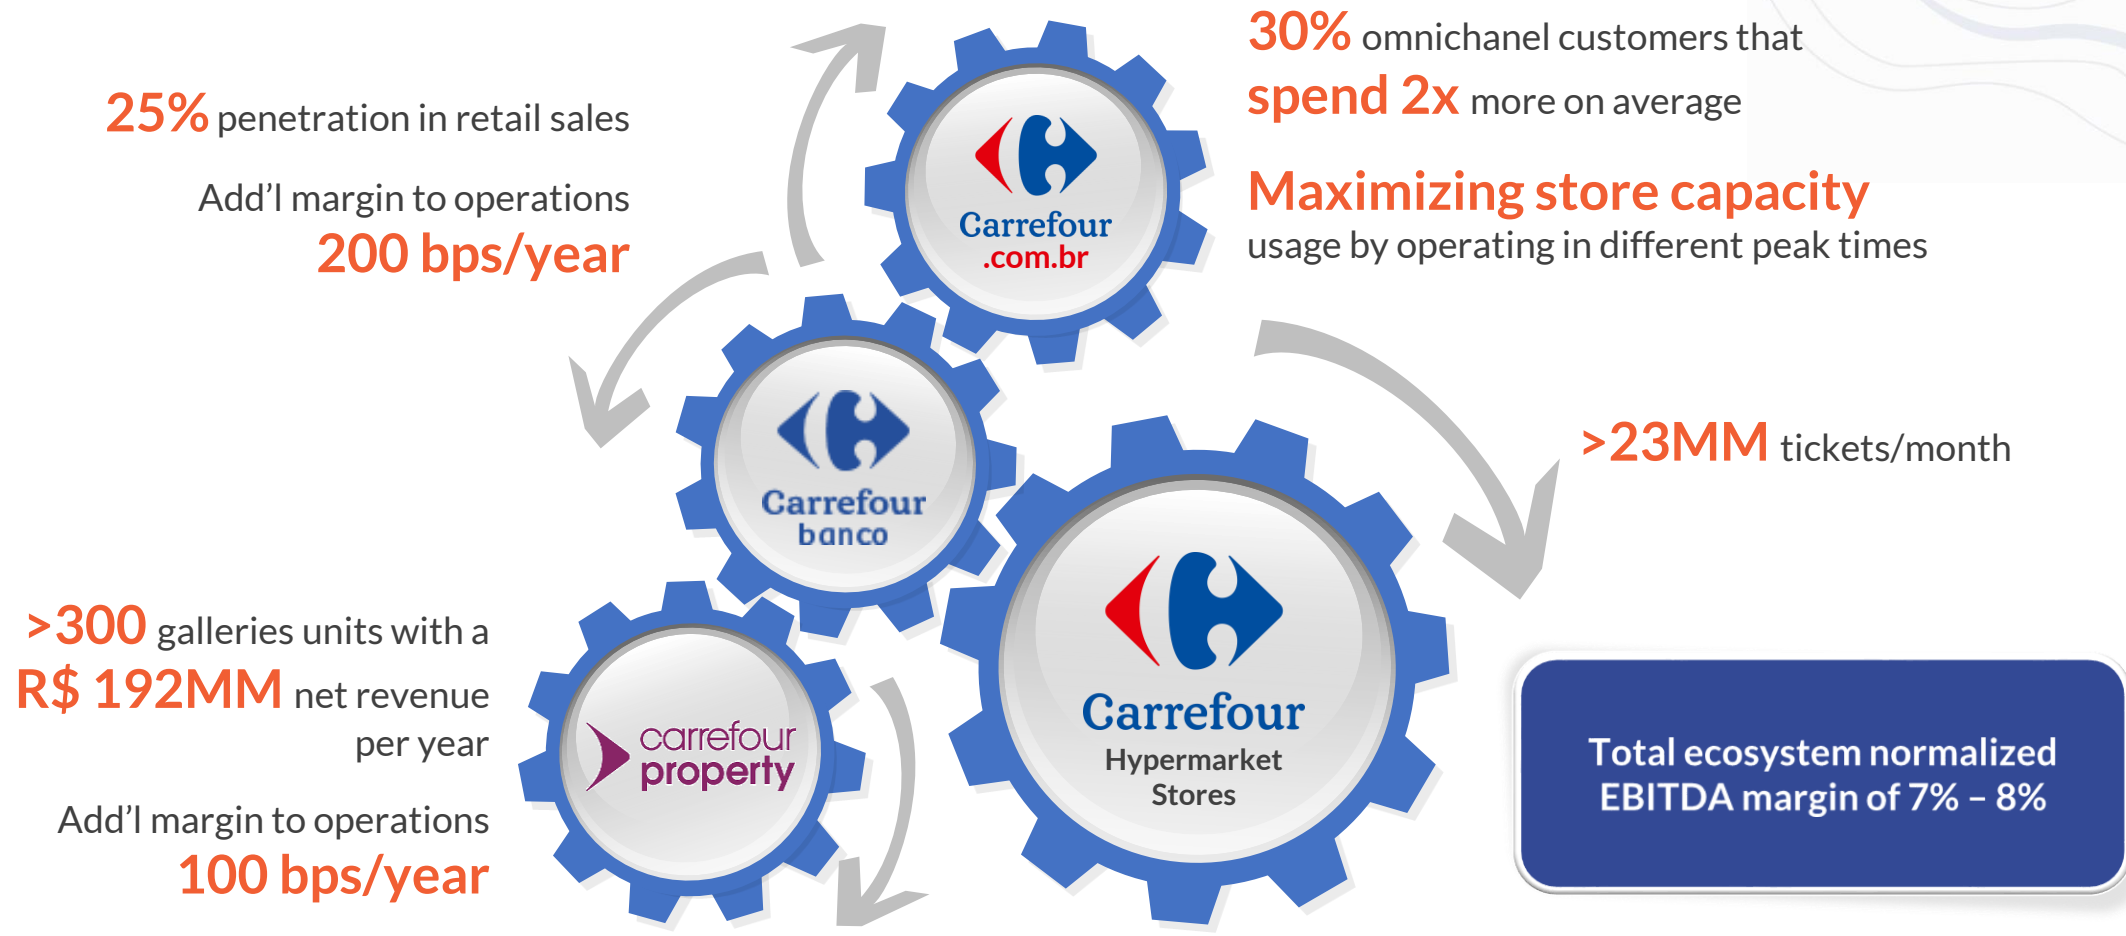 25% penetration in retail sales
Add'l margin to operations
200 bps/year
30% omnichanel customers that
spend 2x more on average
Maximizing store capacity
usage by operating in different peak times
Carrefour
.com.br
Carrefour
banco
>23MM tickets/month
>300 galleries units with a
R$ 192MM net revenue
per year
Add'l margin to operations
100 bps/year
carrefour
property
Carrefour
Hypermarket
Stores
Total ecosystem normalized
EBITDA margin of 7% – 8%